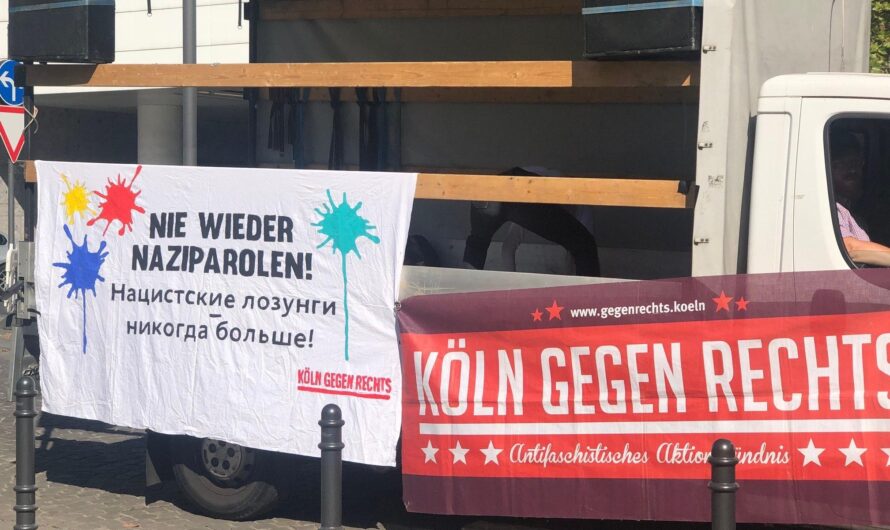 NIE WIEDER
NAZIPAROLEN!
Нацистские лозунги –
никогда больше!
KÖLN GEGEN RECHTS
www.gegenrechts.koeln
KÖLN GEGEN RECHTS
Antifaschistisches Aktionsbündnis